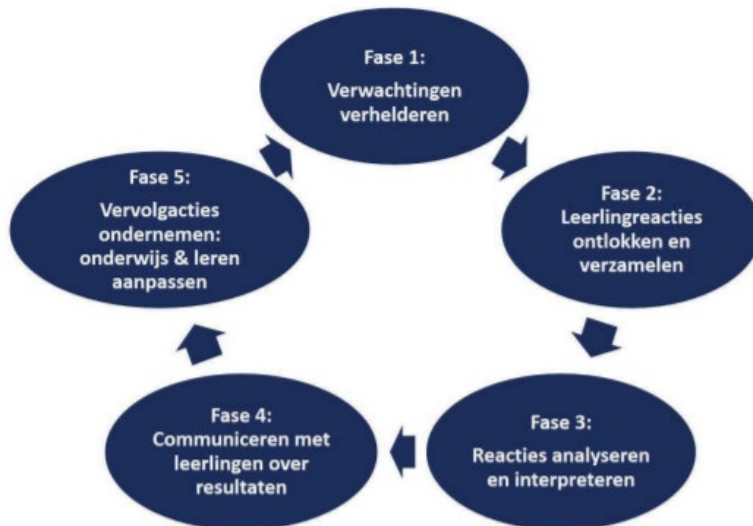 Fase 1:
Verwachtingen
verhelderen
Fase 2:
Leerlingreacties
ontlokken en
verzamelen
Fase 3:
Reacties analyseren
en interpreteren
Fase 4:
Communiceren met
leerlingen over
resultaten
Fase 5:
Vervolgacties
ondernemen:
onderwijs & leren
aanpassen